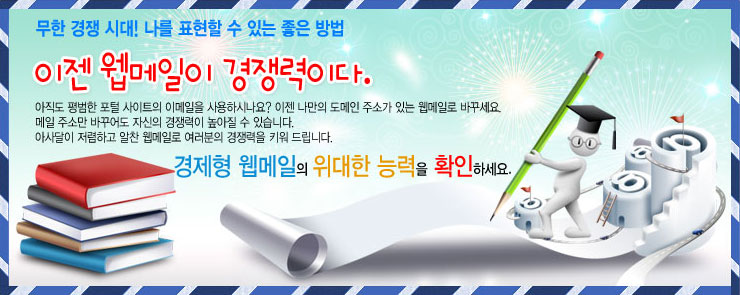 무한 경쟁 시대! 나를 표현할 수 있는 좋은 방법
이젠 웹메일이 경쟁력이다.
아직도 평범한 포털 사이트의 이메일을 사용하시나요? 이젠 나만의 도메인 주소가 있는 웹메일로 바꾸세요.
메일 주소만 바꾸어도 자신의 경쟁력이 높아질 수 있습니다.
아사달이 저렴하고 알찬 웹메일로 여러분의 경쟁력을 키워 드립니다.
경제형 웹메일의 위대한 능력을 확인하세요.
@
@
@